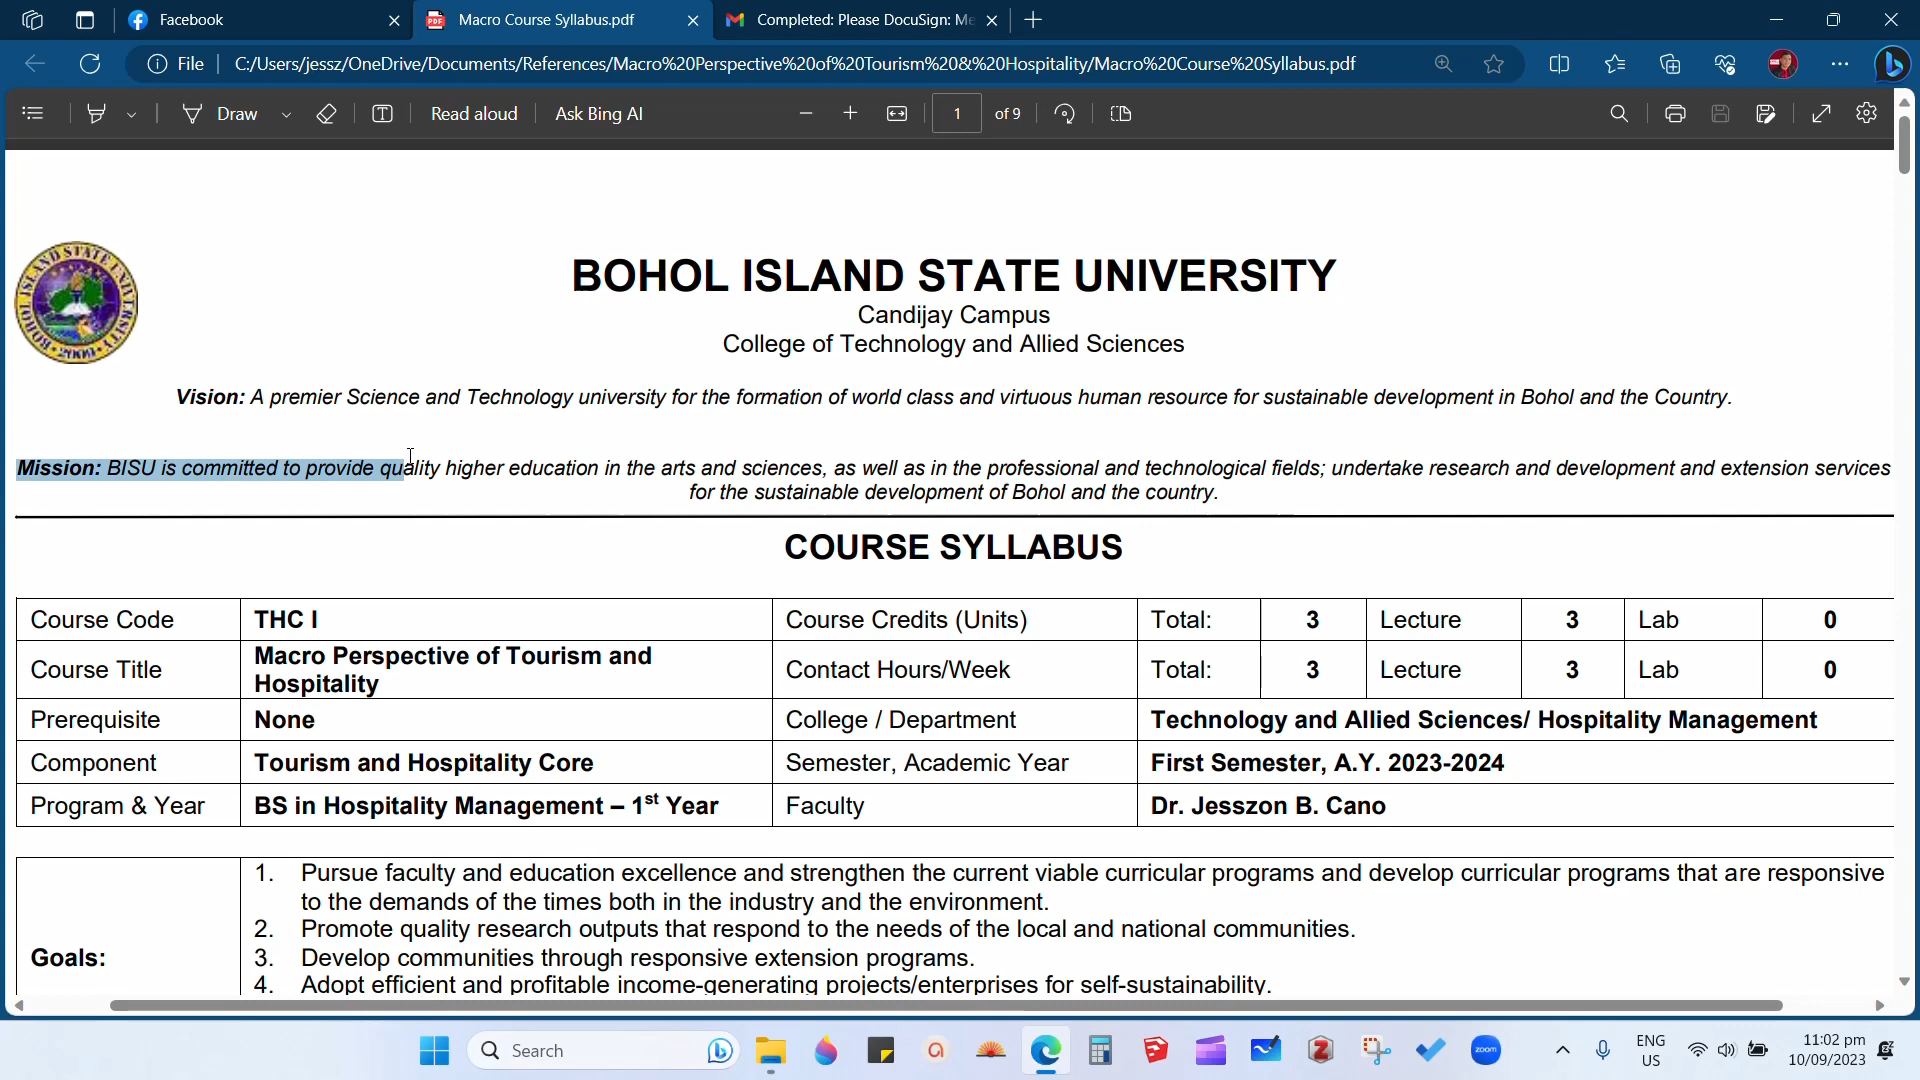 Facebook
Macro Course Syllabus.pdf
Completed: Please DocuSign: Me
File
C:/Users/jessz/OneDrive/Documents/References/Macro%20Perspective%20of%20Tourism%20&%20Hospitality/Macro%20Course%20Syllabus.pdf
Draw
Read aloud
Ask Bing AI
1 of 9
BOHOL ISLAND STATE UNIVERSITY
Candijay Campus
College of Technology and Allied Sciences
BOHOL ISLAND STATE UNIVERSITY
Vision: A premier Science and Technology university for the formation of world class and virtuous human resource for sustainable development in Bohol and the Country.
Mission: BISU is committed to provide quality higher education in the arts and sciences, as well as in the professional and technological fields; undertake research and development and extension services
for the sustainable development of Bohol and the country.
COURSE SYLLABUS
Course Code THC I Course Credits (Units) Total: 3 Lecture 3 Lab 0
Course Title Macro Perspective of Tourism and
Hospitality Contact Hours/Week Total: 3 Lecture 3 Lab 0
Prerequisite None College / Department Technology and Allied Sciences/ Hospitality Management
Component Tourism and Hospitality Core Semester, Academic Year First Semester, A.Y. 2023-2024
Program & Year BS in Hospitality Management – 1st Year Faculty Dr. Jesszon B. Cano
Goals:
1. Pursue faculty and education excellence and strengthen the current viable curricular programs and develop curricular programs that are responsive
to the demands of the times both in the industry and the environment.
2. Promote quality research outputs that respond to the needs of the local and national communities.
3. Develop communities through responsive extension programs.
4. Adopt efficient and profitable income-generating projects/enterprises for self-sustainability.
Search
zoom
ENG
US
11:02 pm
10/09/2023